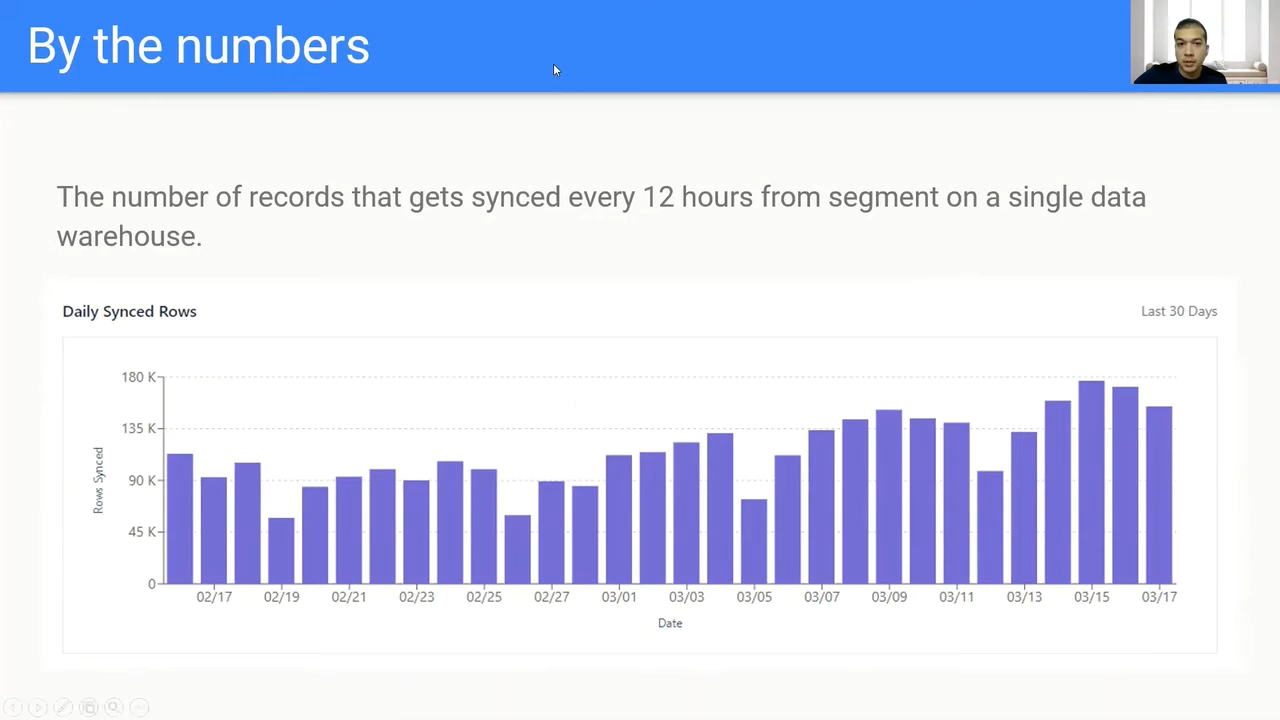 By the numbers
The number of records that gets synced every 12 hours from segment on a single data
warehouse.
Daily Synced Rows
Last 30 Days
180 K
135 K
90 K
45 K
0
Rows Synced
02/17 02/19 02/21 02/23 02/25 02/27 03/01 03/03 03/05 03/07 03/09 03/11 03/13 03/15 03/17
Date